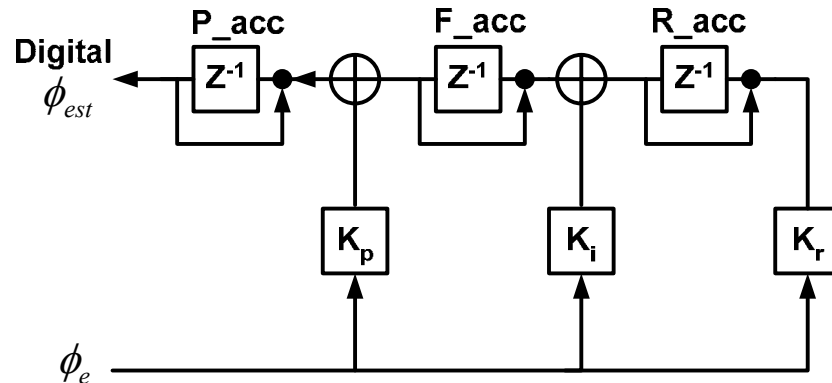 P_acc F_acc R_acc
Digital Z⁻¹ Z⁻¹ Z⁻¹
ϕ_est
K_p K_i K_r
ϕ_e